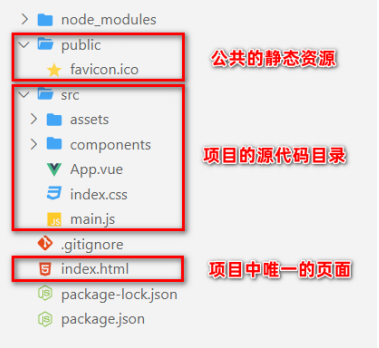 node_modules
public
公共的静态资源
favicon.ico
src
assets
components
项目的源代码目录
App.vue
index.css
main.js
.gitignore
index.html
项目中唯一的页面
package-lock.json
package.json